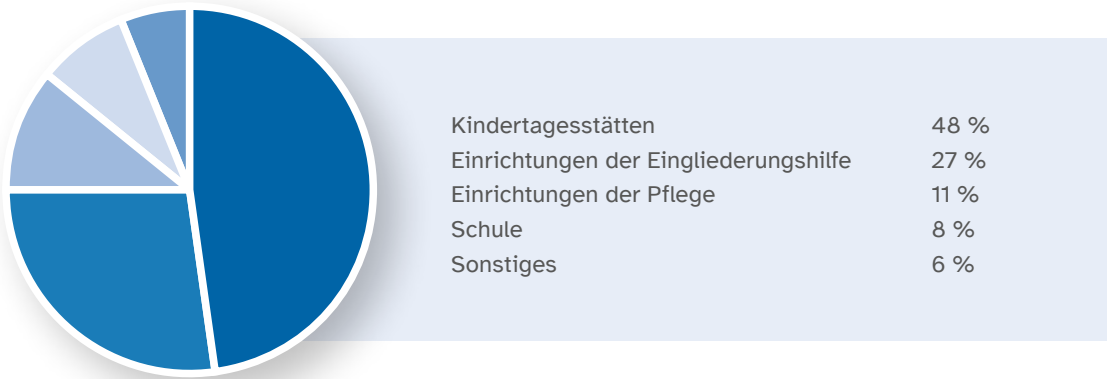 Kindertagesstätten 48 %
Einrichtungen der Eingliederungshilfe 27 %
Einrichtungen der Pflege 11 %
Schule 8 %
Sonstiges 6 %